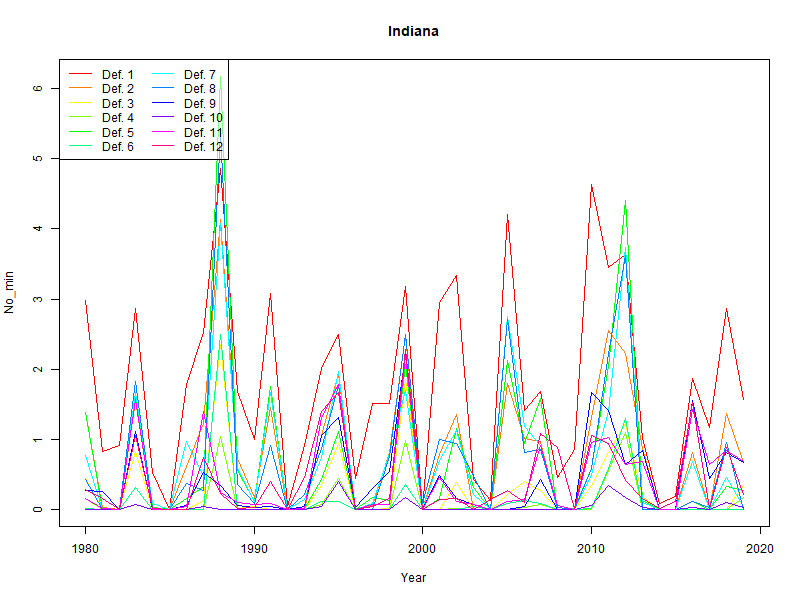 Indiana
No_min
6
5
4
3
2
1
0
Def. 1
Def. 2
Def. 3
Def. 4
Def. 5
Def. 6
Def. 7
Def. 8
Def. 9
Def. 10
Def. 11
Def. 12
1980 1990 2000 2010 2020
Year